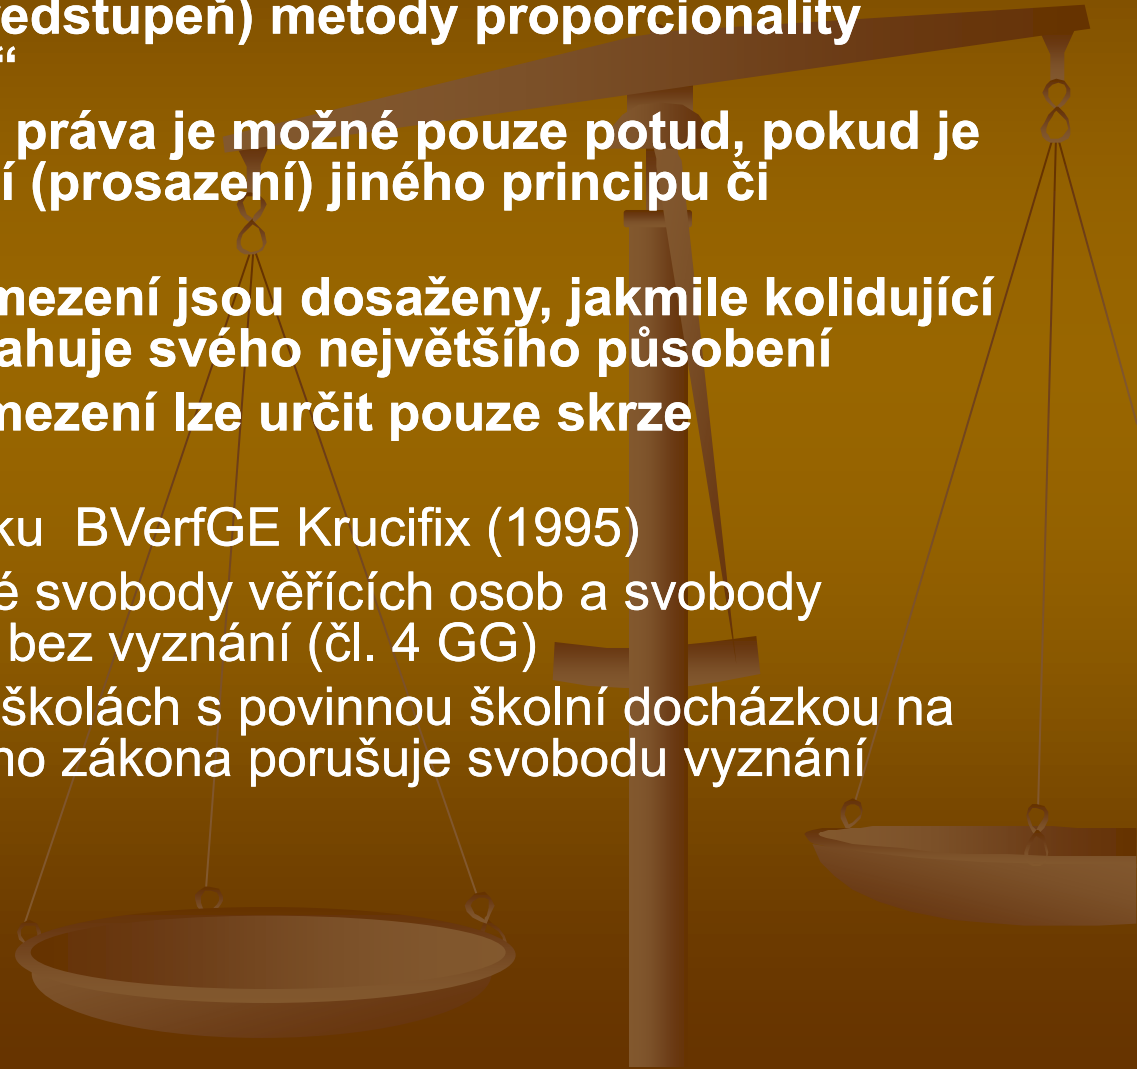 edstupeň) metody proporcionality
“
práva je možné pouze potud, pokud je
í (prosazení) jiného principu či
mezení jsou dosaženy, jakmile kolidující
ahuje svého největšího působení
mezení lze určit pouze skrze
ku BVerfGE Krucifix (1995)
é svobody věřících osob a svobody
bez vyznání (čl. 4 GG)
školách s povinnou školní docházkou na
ho zákona porušuje svobodu vyznání